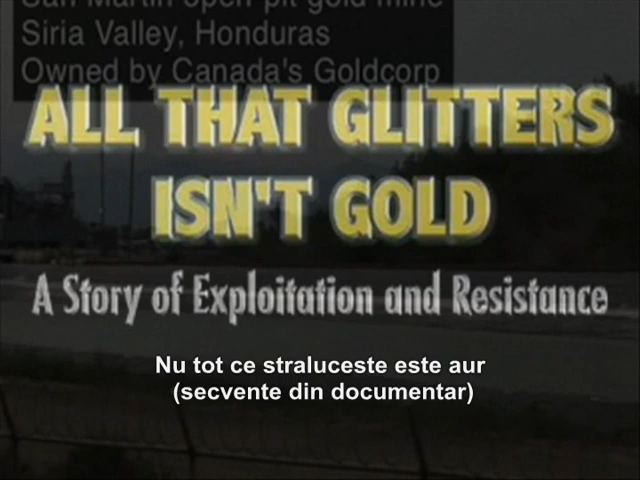 San Martin open pit gold mine
Siria Valley, Honduras
Owned by Canada's Goldcorp
ALL THAT GLITTERS
ISN'T GOLD
A Story of Exploitation and Resistance
Nu tot ce straluceste este aur
(secvente din documentar)